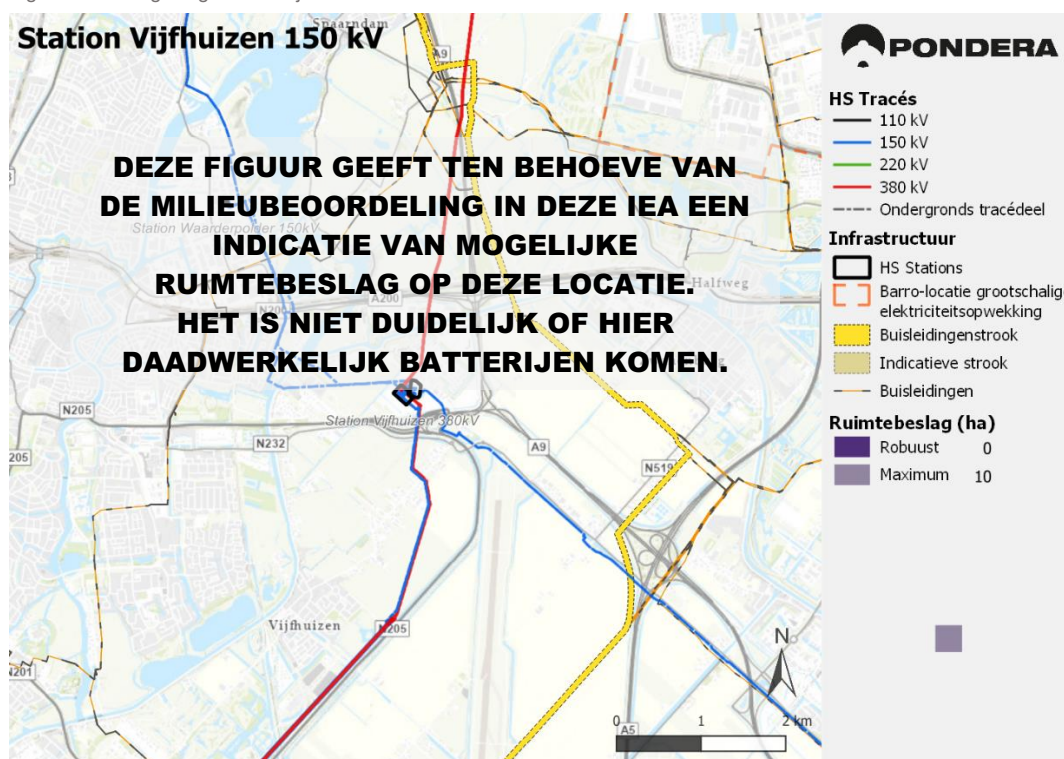 Station Vijfhuizen 150 kV
Spaarndam
A9
DEZE FIGUUR GEEFT TEN BEHOEVE VAN
DE MILIEUBEOORDELING IN DEZE IEA EEN
INDICATIE VAN MOGELIJKE
RUIMTEBESLAG OP DEZE LOCATIE.
HET IS NIET DUIDELIJK OF HIER
DAADWERKELIJK BATTERIJEN KOMEN.
Station Waarderpolder 150kV
A200
Halfweg
Station Vijfhuizen 380kV
N205
N232
A9
N519
205
Vijfhuizen
N205
N201
A5
N
0 1 2 km
PONDERA
HS Tracés
110 kV
150 kV
220 kV
380 kV
Ondergronds tracédeel
Infrastructuur
HS Stations
Barro-locatie grootschalig
elektriciteitsopwekking
Buisleidingenstrook
Indicatieve strook
Buisleidingen
Ruimtebeslag (ha)
Robuust 0
Maximum 10